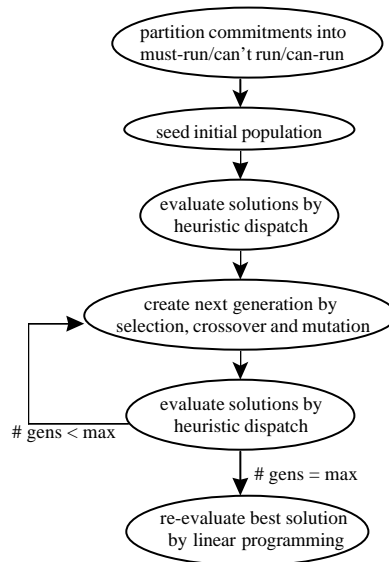 partition commitments into
must-run/can't run/can-run
seed initial population
evaluate solutions by
heuristic dispatch
create next generation by
selection, crossover and mutation
evaluate solutions by
heuristic dispatch
# gens < max
# gens = max
re-evaluate best solution
by linear programming